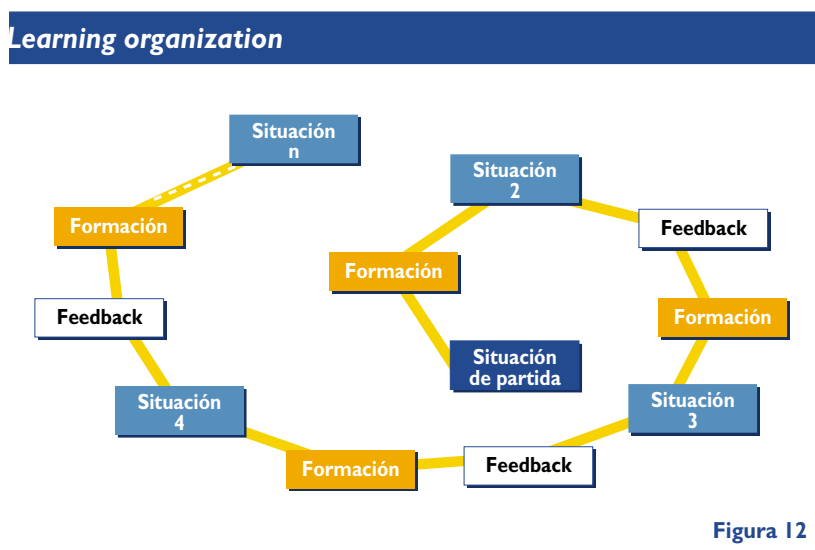 Learning organization
Situación
n
Situación
2
Formación
Feedback
Formación
Feedback
Formación
Situación
de partida
Situación
4
Situación
3
Formación
Feedback
Figura 12